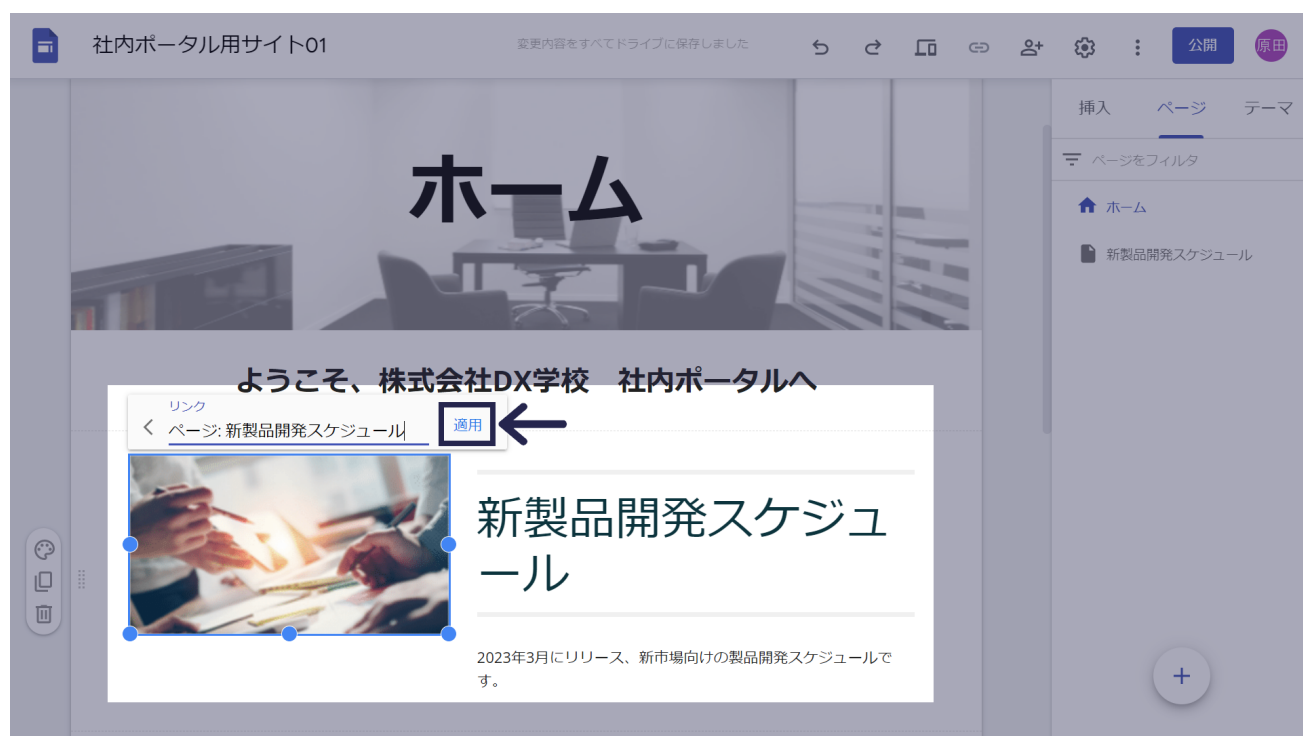 社内ポータル用サイト01
変更内容をすべてドライブに保存しました
公開
原田
挿入
ページ
テーマ
ページをフィルタ
ホーム
新製品開発スケジュール
ホーム
ようこそ、株式会社DX学校　社内ポータルへ
リンク
ページ: 新製品開発スケジュール
適用
新製品開発スケジュ
ール
2023年3月にリリース、新市場向けの製品開発スケジュールで
す。